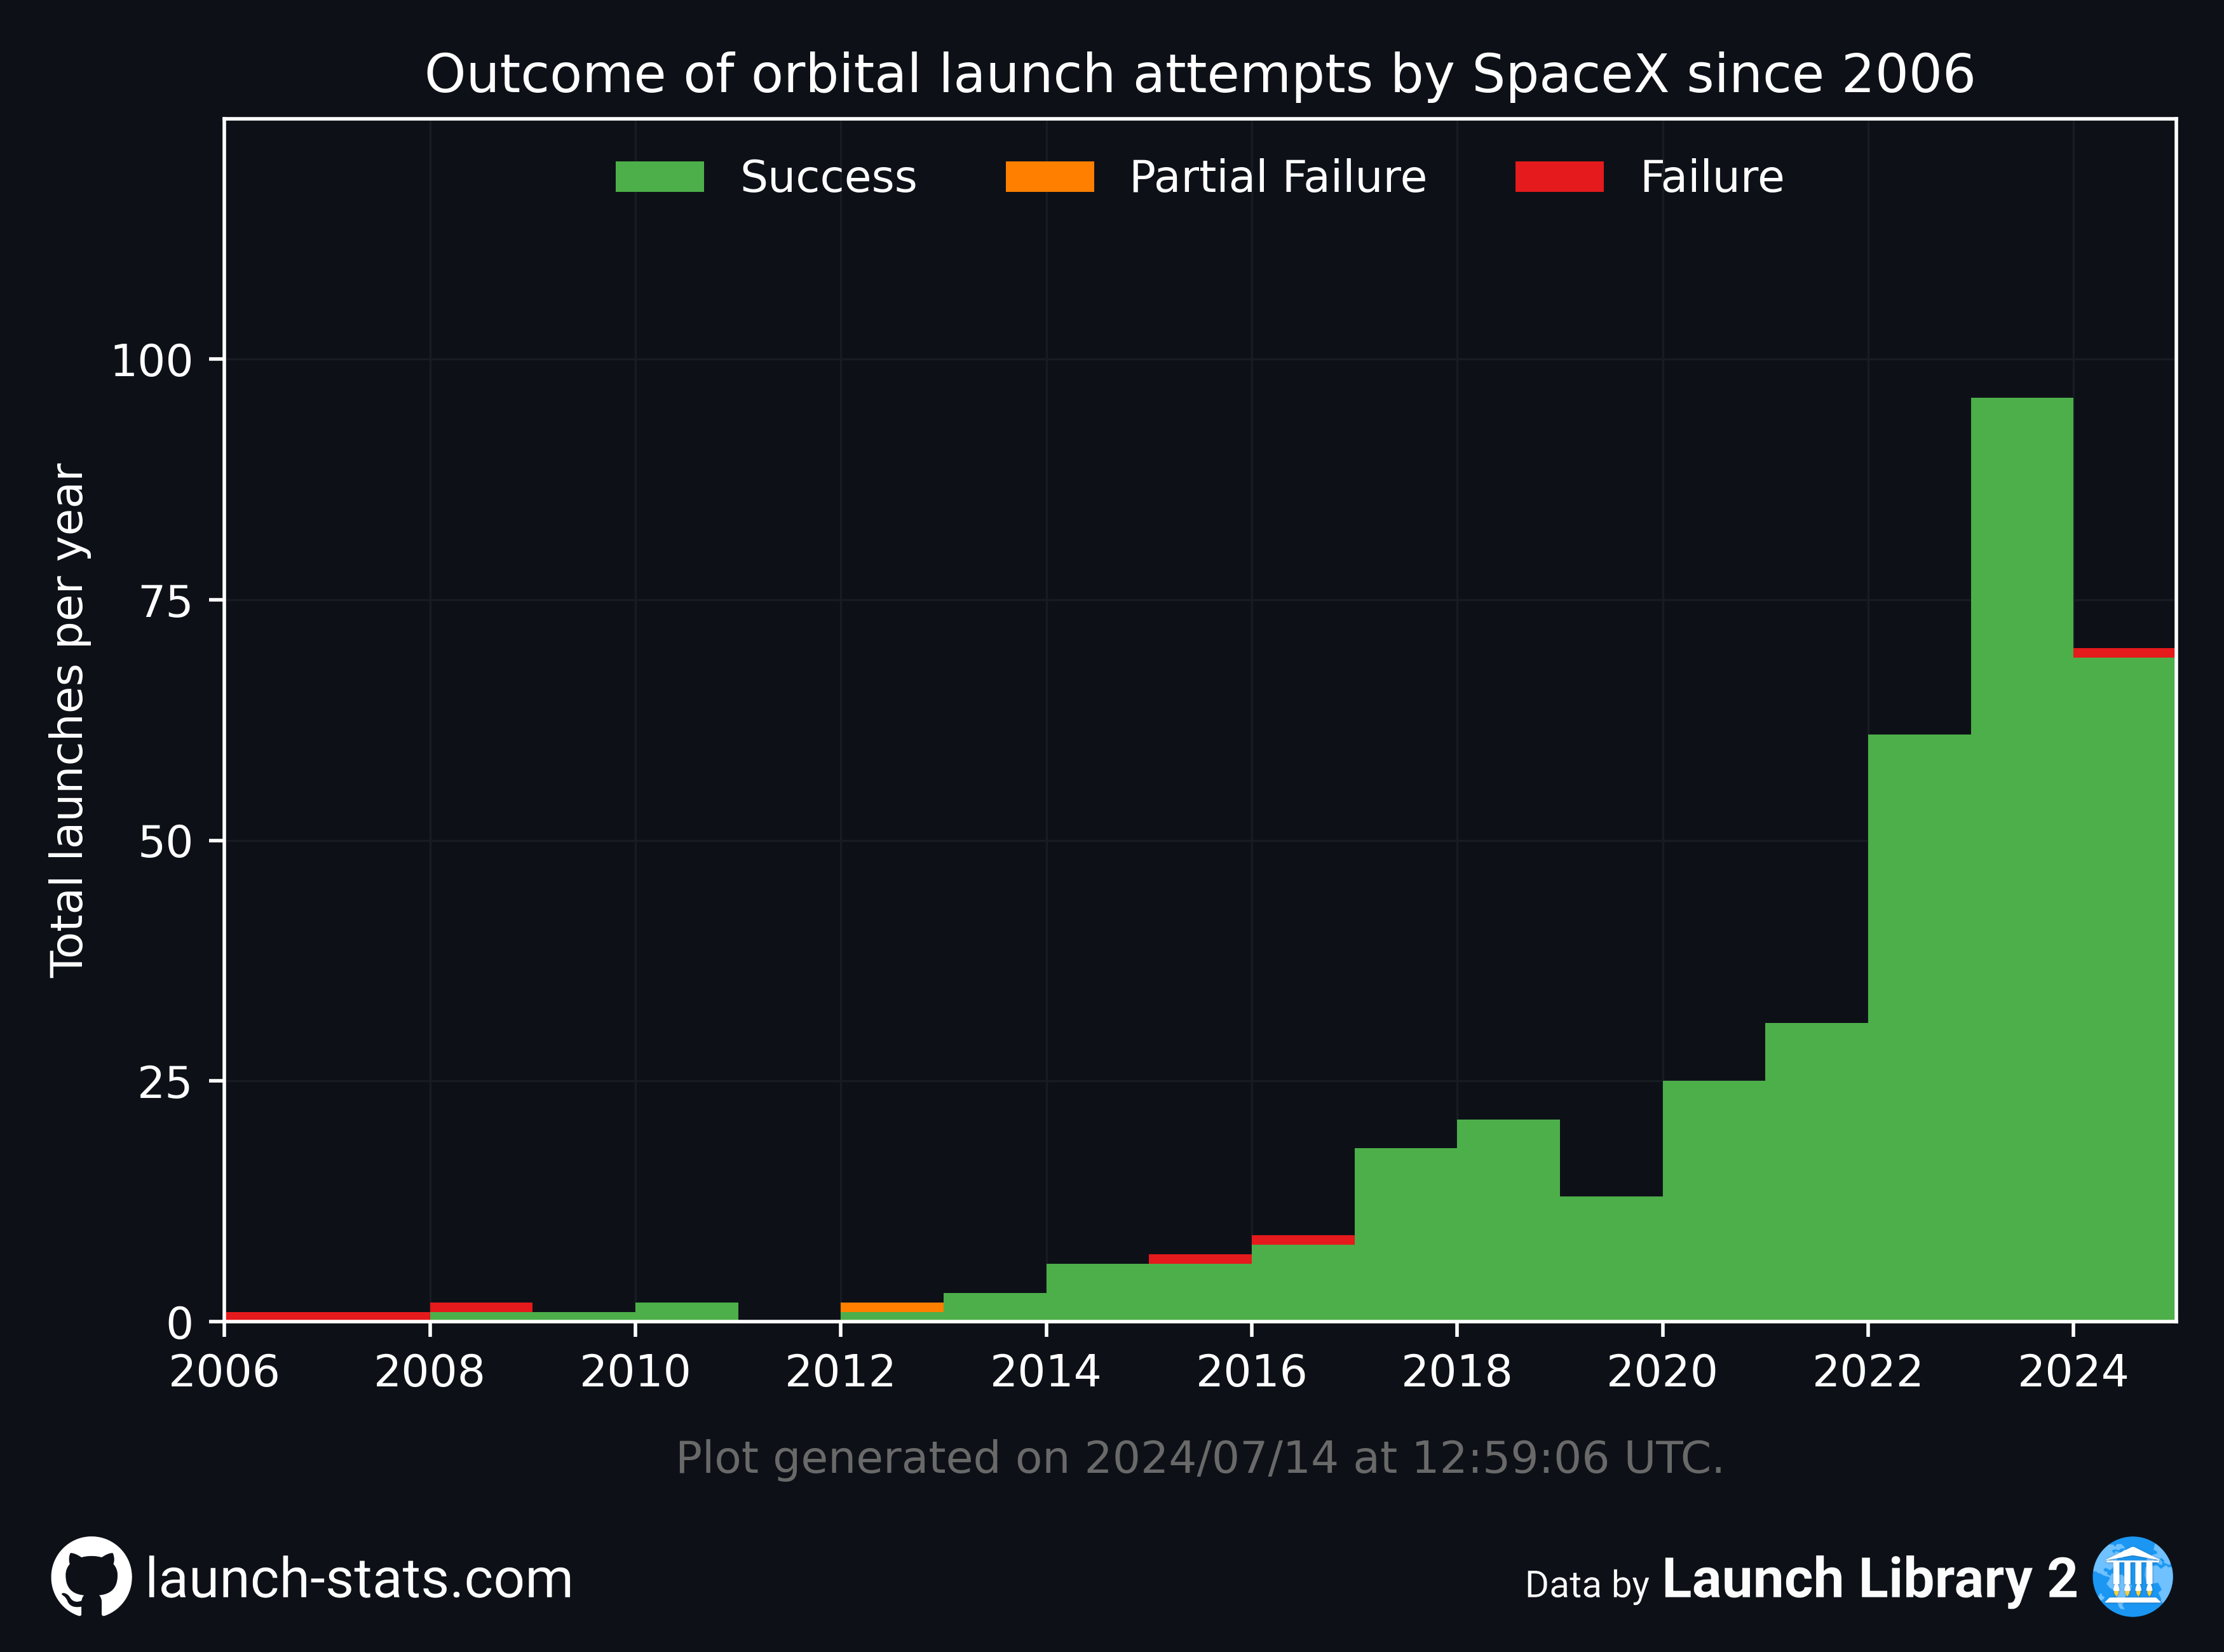 Outcome of orbital launch attempts by SpaceX since 2006
Success Partial Failure Failure
Total launches per year
100
75
50
25
0
2006 2008 2010 2012 2014 2016 2018 2020 2022 2024
Plot generated on 2024/07/14 at 12:59:06 UTC.
launch-stats.com
Data by Launch Library 2